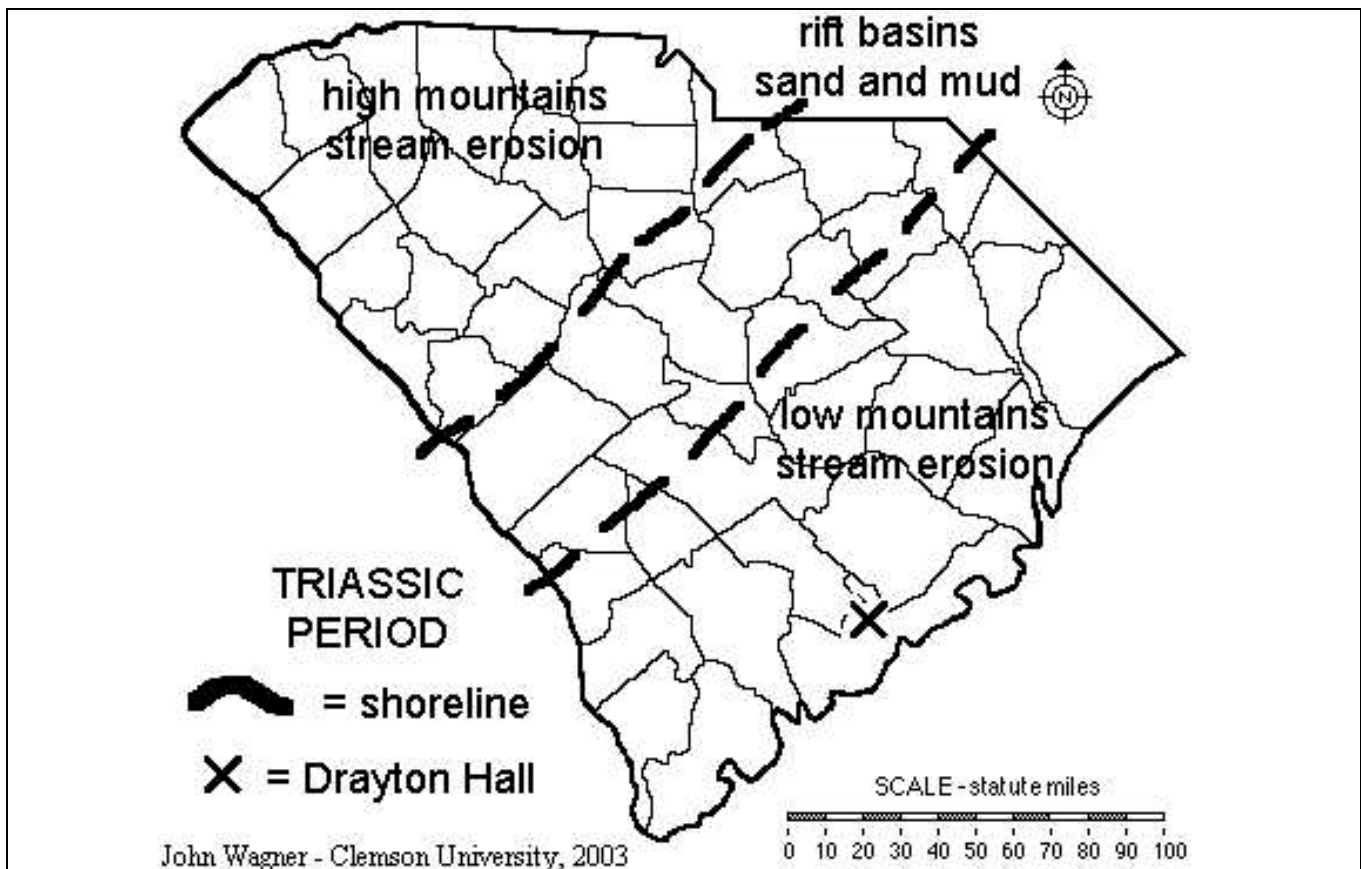 rift basins
sand and mud
N
high mountains
stream erosion
low mountains
stream erosion
TRIASSIC
PERIOD
= shoreline
= Drayton Hall
SCALE - statute miles
0 10 20 30 40 50 60 70 80 90 100
John Wagner - Clemson University, 2003